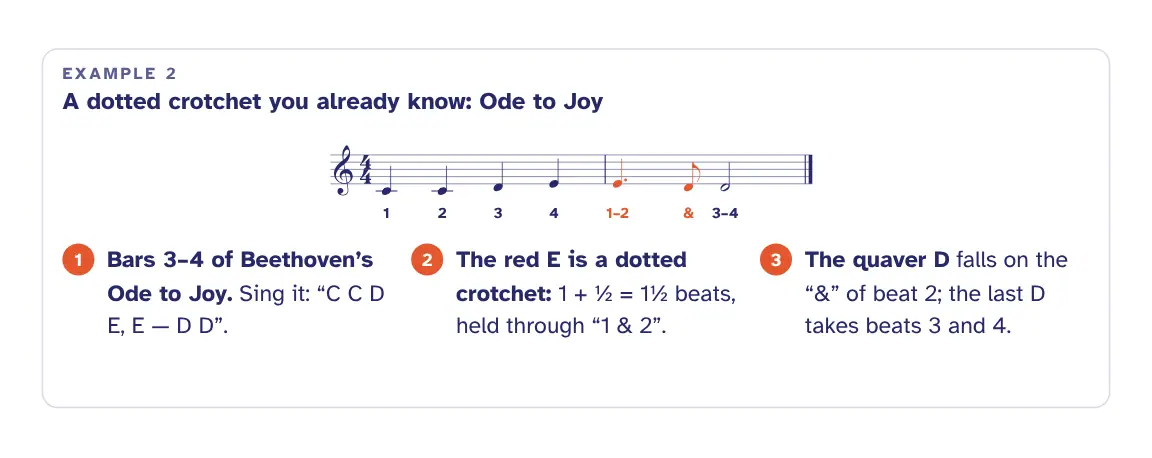 EXAMPLE 2
A dotted crotchet you already know: Ode to Joy
4
4
1 2 3 4 1–2 & 3–4
1
Bars 3–4 of Beethoven’s
Ode to Joy. Sing it: “C C D
E, E — D D”.
2
The red E is a dotted
crotchet: 1 + ½ = 1½ beats,
held through “1 & 2”.
3
The quaver D falls on the
“&” of beat 2; the last D
takes beats 3 and 4.